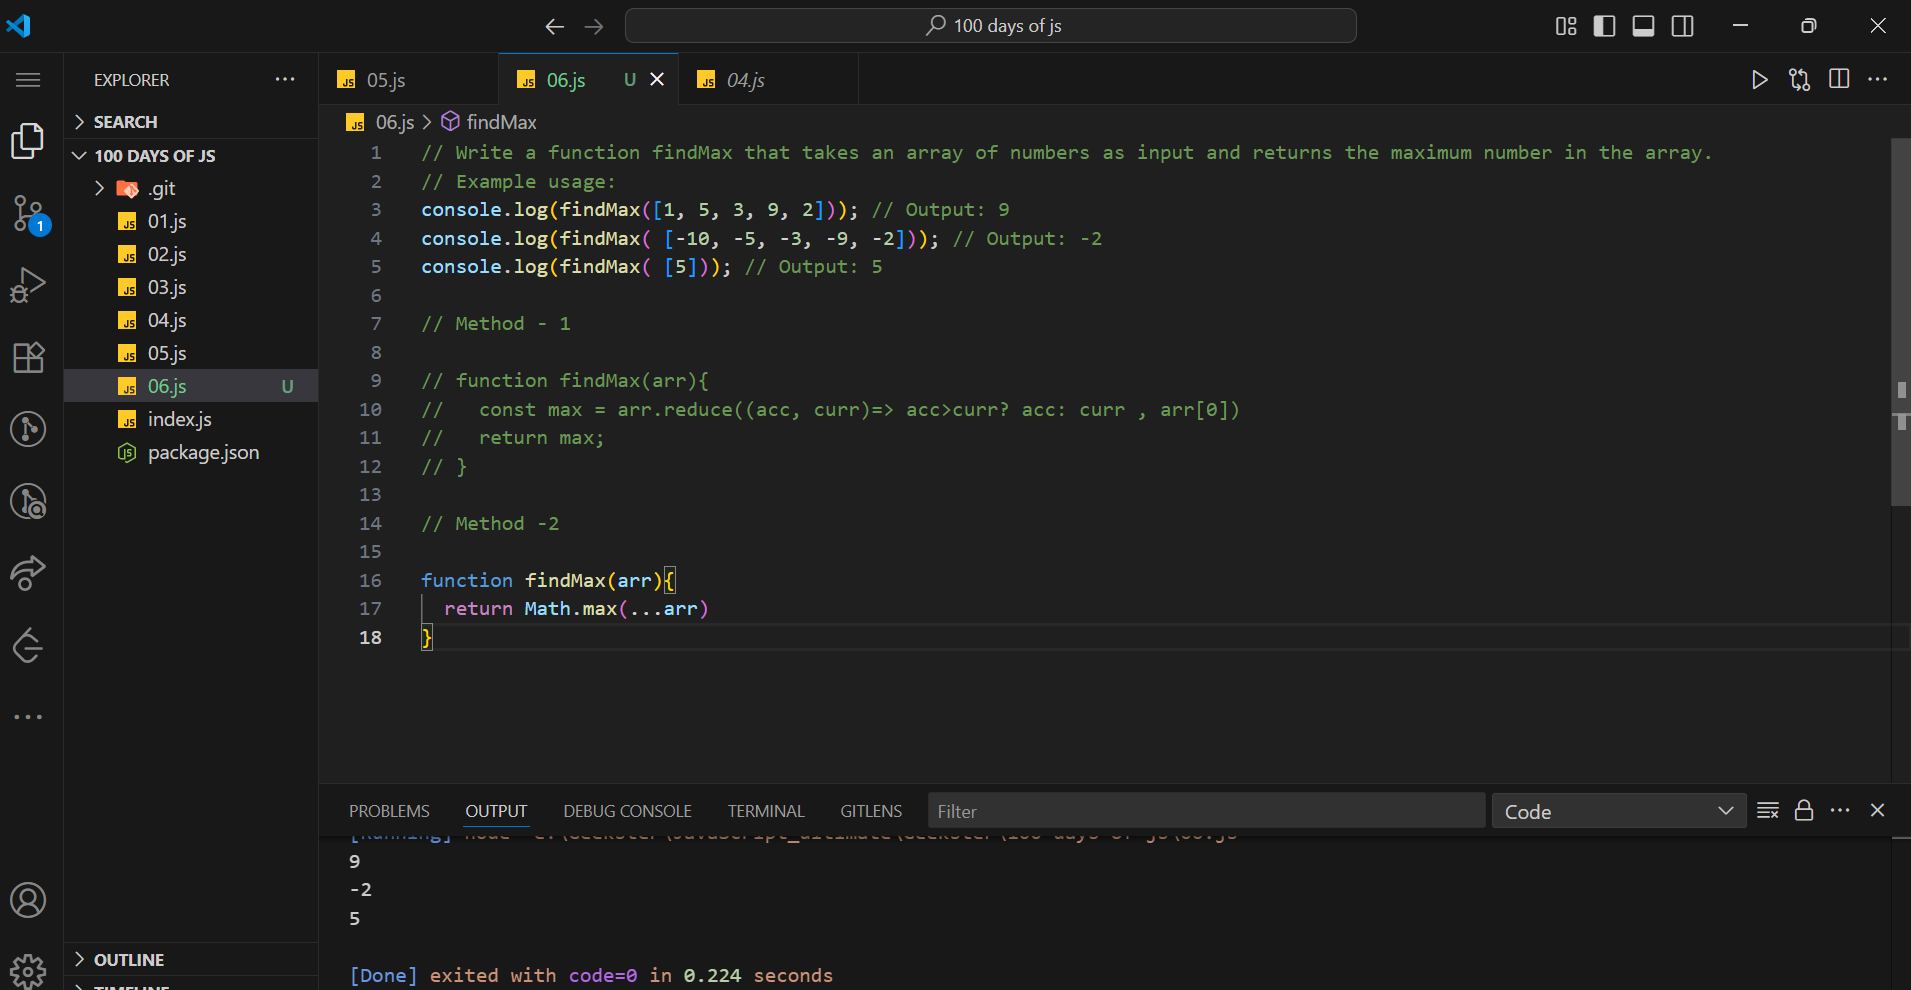 100 days of js
EXPLORER
SEARCH
100 DAYS OF JS
.git
01.js
02.js
03.js
04.js
05.js
06.js U
index.js
package.json
OUTLINE
TIMELINE
1
05.js
06.js U
04.js
06.js > findMax
1 // Write a function findMax that takes an array of numbers as input and returns the maximum number in the array.
2 // Example usage:
3 console.log(findMax([1, 5, 3, 9, 2])); // Output: 9
4 console.log(findMax( [-10, -5, -3, -9, -2])); // Output: -2
5 console.log(findMax( [5])); // Output: 5
6
7 // Method - 1
8
9 // function findMax(arr){
10 //   const max = arr.reduce((acc, curr)=> acc>curr? acc: curr , arr[0])
11 //   return max;
12 // }
13
14 // Method -2
15
16 function findMax(arr){
17   return Math.max(...arr)
18 }
PROBLEMS OUTPUT DEBUG CONSOLE TERMINAL GITLENS Filter Code
[Running] node
9
-2
5
[Done] exited with code=0 in 0.224 seconds